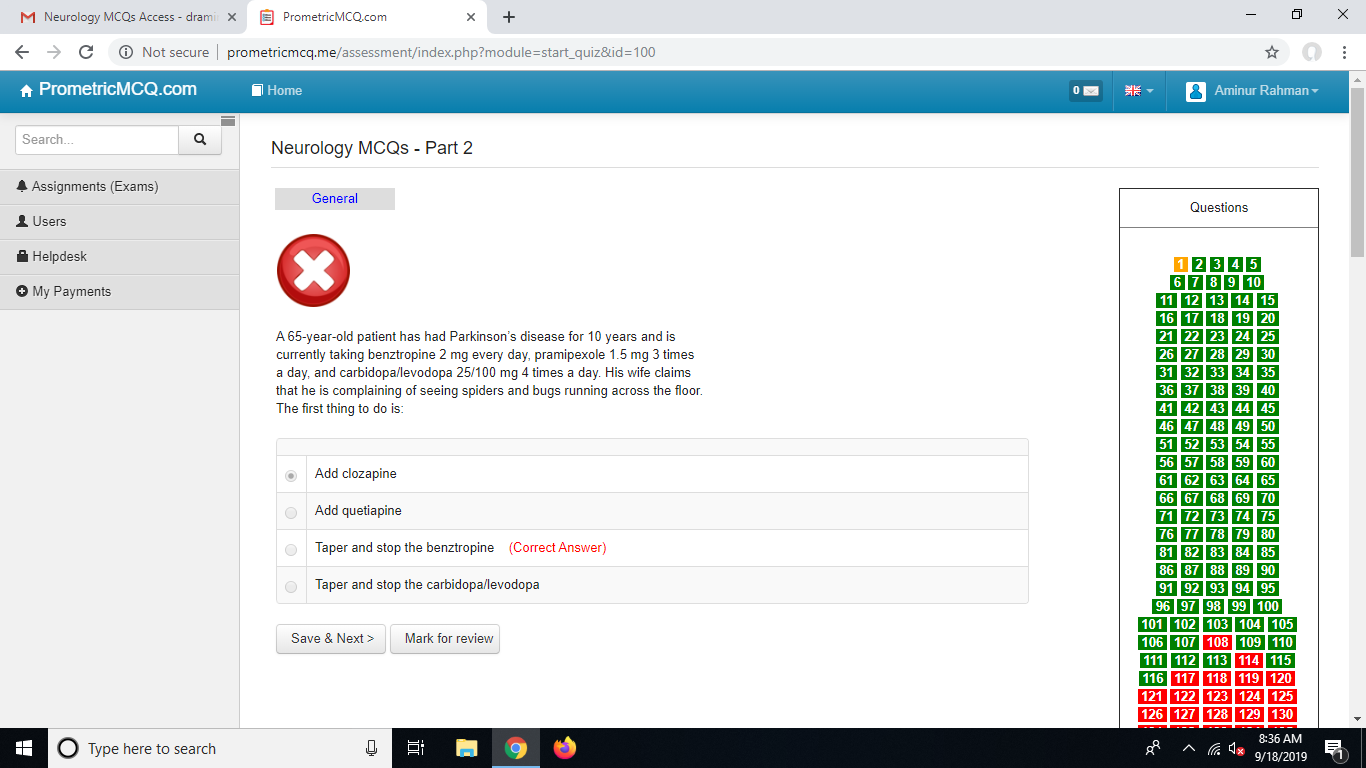 Neurology MCQs Access - drami
PrometricMCQ.com
Not secure | prometricmcq.me/assessment/index.php?module=start_quiz&id=100
PrometricMCQ.com
Home
0
Aminur Rahman
Search...
Assignments (Exams)
Users
Helpdesk
My Payments
Neurology MCQs - Part 2
General
A 65-year-old patient has had Parkinson's disease for 10 years and is
currently taking benztropine 2 mg every day, pramipexole 1.5 mg 3 times
a day, and carbidopa/levodopa 25/100 mg 4 times a day. His wife claims
that he is complaining of seeing spiders and bugs running across the floor.
The first thing to do is:
Add clozapine
Add quetiapine
Taper and stop the benztropine (Correct Answer)
Taper and stop the carbidopa/levodopa
Save & Next >
Mark for review
Questions
1 2 3 4 5
6 7 8 9 10
11 12 13 14 15
16 17 18 19 20
21 22 23 24 25
26 27 28 29 30
31 32 33 34 35
36 37 38 39 40
41 42 43 44 45
46 47 48 49 50
51 52 53 54 55
56 57 58 59 60
61 62 63 64 65
66 67 68 69 70
71 72 73 74 75
76 77 78 79 80
81 82 83 84 85
86 87 88 89 90
91 92 93 94 95
96 97 98 99 100
101 102 103 104 105
106 107 108 109 110
111 112 113 114 115
116 117 118 119 120
121 122 123 124 125
126 127 128 129 130
Type here to search
8:36 AM
9/18/2019
1